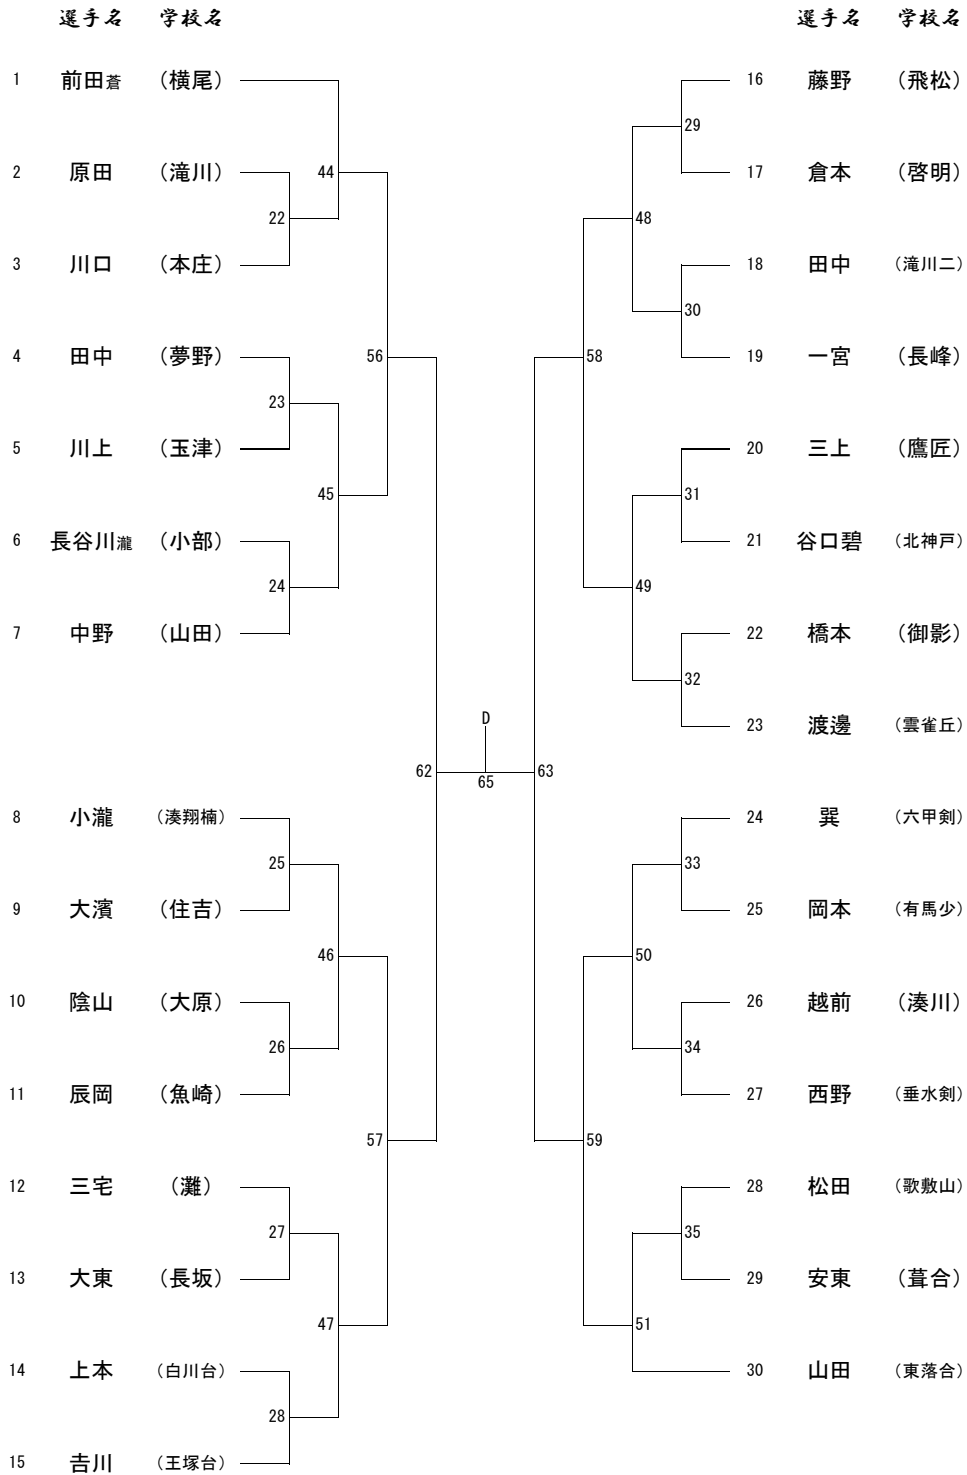 選手名 学校名
1 前田蒼 （横尾）
2 原田 （滝川）
3 川口 （本庄）
4 田中 （夢野）
5 川上 （玉津）
6 長谷川瀧 （小部）
7 中野 （山田）
8 小瀧 （湊翔楠）
9 大濱 （住吉）
10 陰山 （大原）
11 辰岡 （魚崎）
12 三宅 （灘）
13 大東 （長坂）
14 上本 （白川台）
15 𠮷川 （王塚台）
22
23
24
25
26
27
28
44
45
46
47
56
57
62
D
65
63
58
59
48
49
50
51
29
30
31
32
33
34
35
選手名 学校名
16 藤野 （飛松）
17 倉本 （啓明）
18 田中 （滝川二）
19 一宮 （長峰）
20 三上 （鷹匠）
21 谷口碧 （北神戸）
22 橋本 （御影）
23 渡邊 （雲雀丘）
24 巽 （六甲剣）
25 岡本 （有馬少）
26 越前 （湊川）
27 西野 （垂水剣）
28 松田 （歌敷山）
29 安東 （葺合）
30 山田 （東落合）